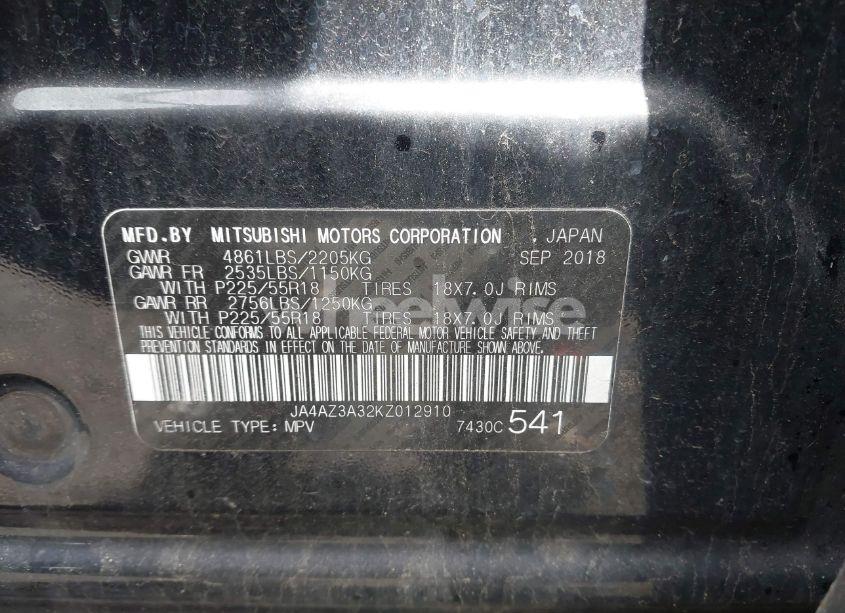 MFD.BY MITSUBISHI MOTORS CORPORATION , JAPAN
GVWR 4861LBS/2205KG SEP 2018
GAWR FR 2535LBS/1150KG
WITH P225/55R18 TIRES 18X7.0J RIMS
GAWR RR 2756LBS/1250KG
WITH P225/55R18 TIRES 18X7.0J RIMS
THIS VEHICLE CONFORMS TO ALL APPLICABLE FEDERAL MOTOR VEHICLE SAFETY AND THEFT
PREVENTION STANDARDS IN EFFECT ON THE DATE OF MANUFACTURE SHOWN ABOVE.
JA4AZ3A32KZ012910
VEHICLE TYPE: MPV 7430C 541